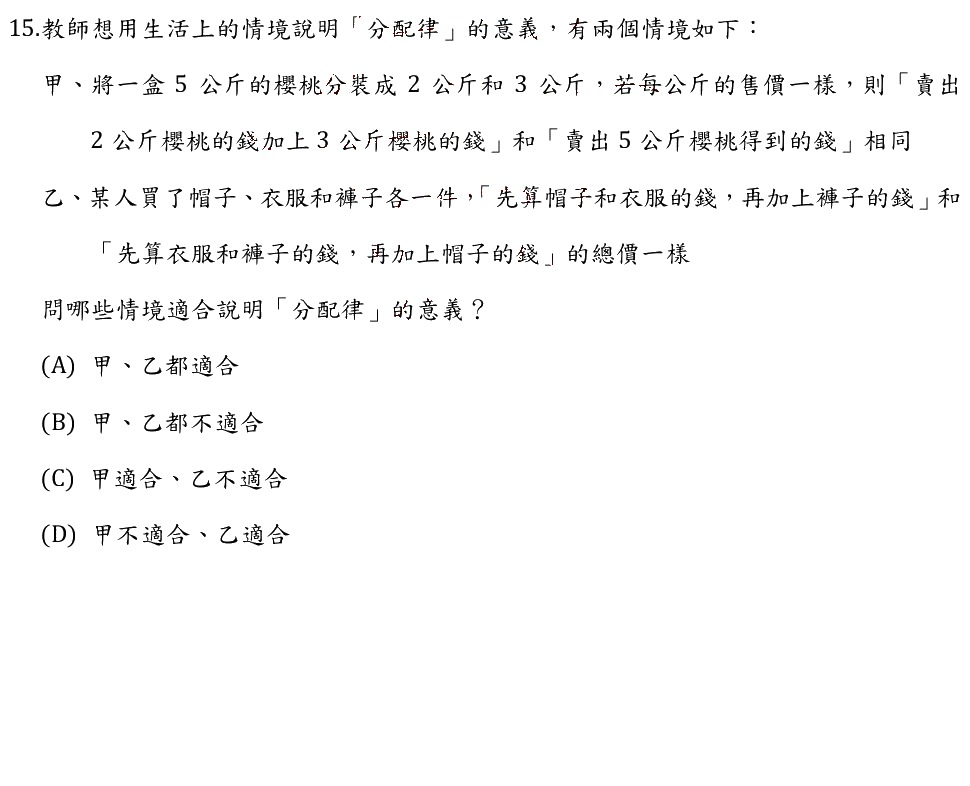 15.教師想用生活上的情境說明「分配律」的意義，有兩個情境如下：
甲、將一盒 5 公斤的櫻桃分裝成 2 公斤和 3 公斤，若每公斤的售價一樣，則「賣出
2 公斤櫻桃的錢加上 3 公斤櫻桃的錢」和「賣出 5 公斤櫻桃得到的錢」相同
乙、某人買了帽子、衣服和褲子各一件，「先算帽子和衣服的錢，再加上褲子的錢」和
「先算衣服和褲子的錢，再加上帽子的錢」的總價一樣
問哪些情境適合說明「分配律」的意義？
(A) 甲、乙都適合
(B) 甲、乙都不適合
(C) 甲適合、乙不適合
(D) 甲不適合、乙適合